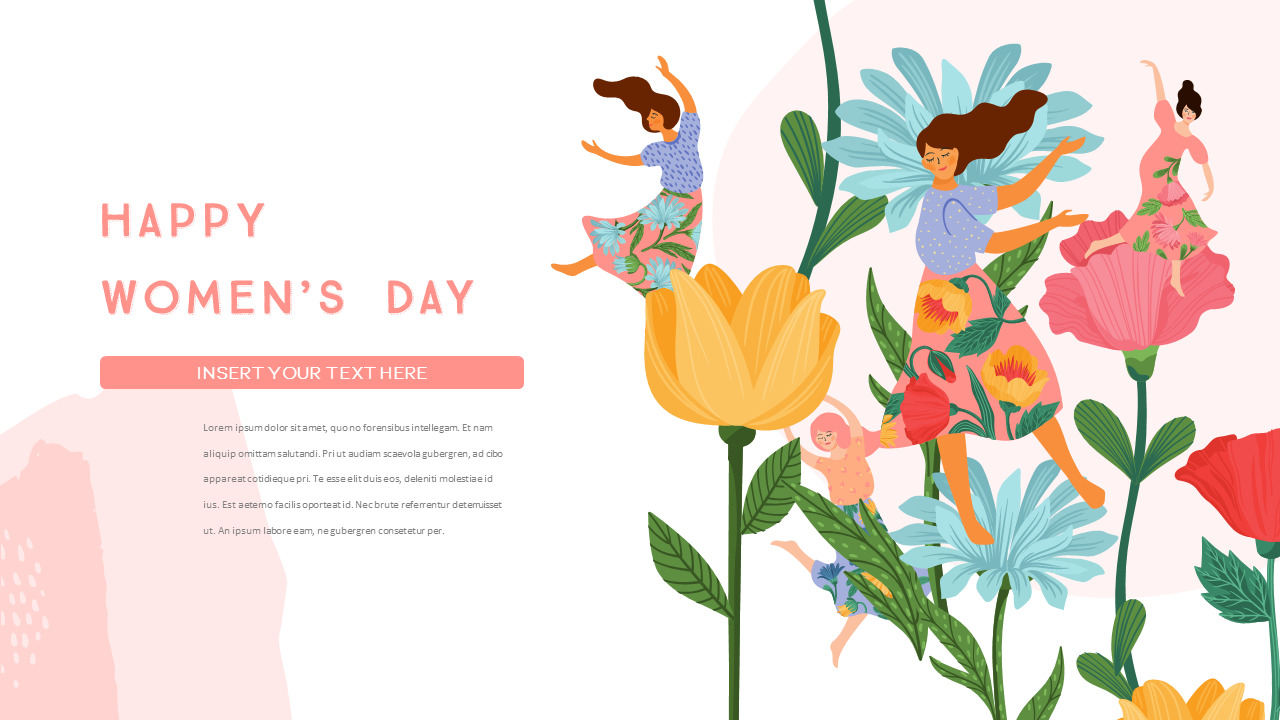 HAPPY
WOMEN'S DAY
INSERT YOUR TEXT HERE
Lorem ipsum dolor sit amet, quo no forensibus intellegam. Et nam
aliquip omittam salutandi. Pri ut audiam scaevola gubergren, ad cibo
appareat cotidieque pri. Te esse elit duis eos, deleniti molestiae id
ius. Est aeterno facilis oporteat id. Nec brute referrentur deterruisset
ut. An ipsum labore eam, ne gubergren consetetur per.